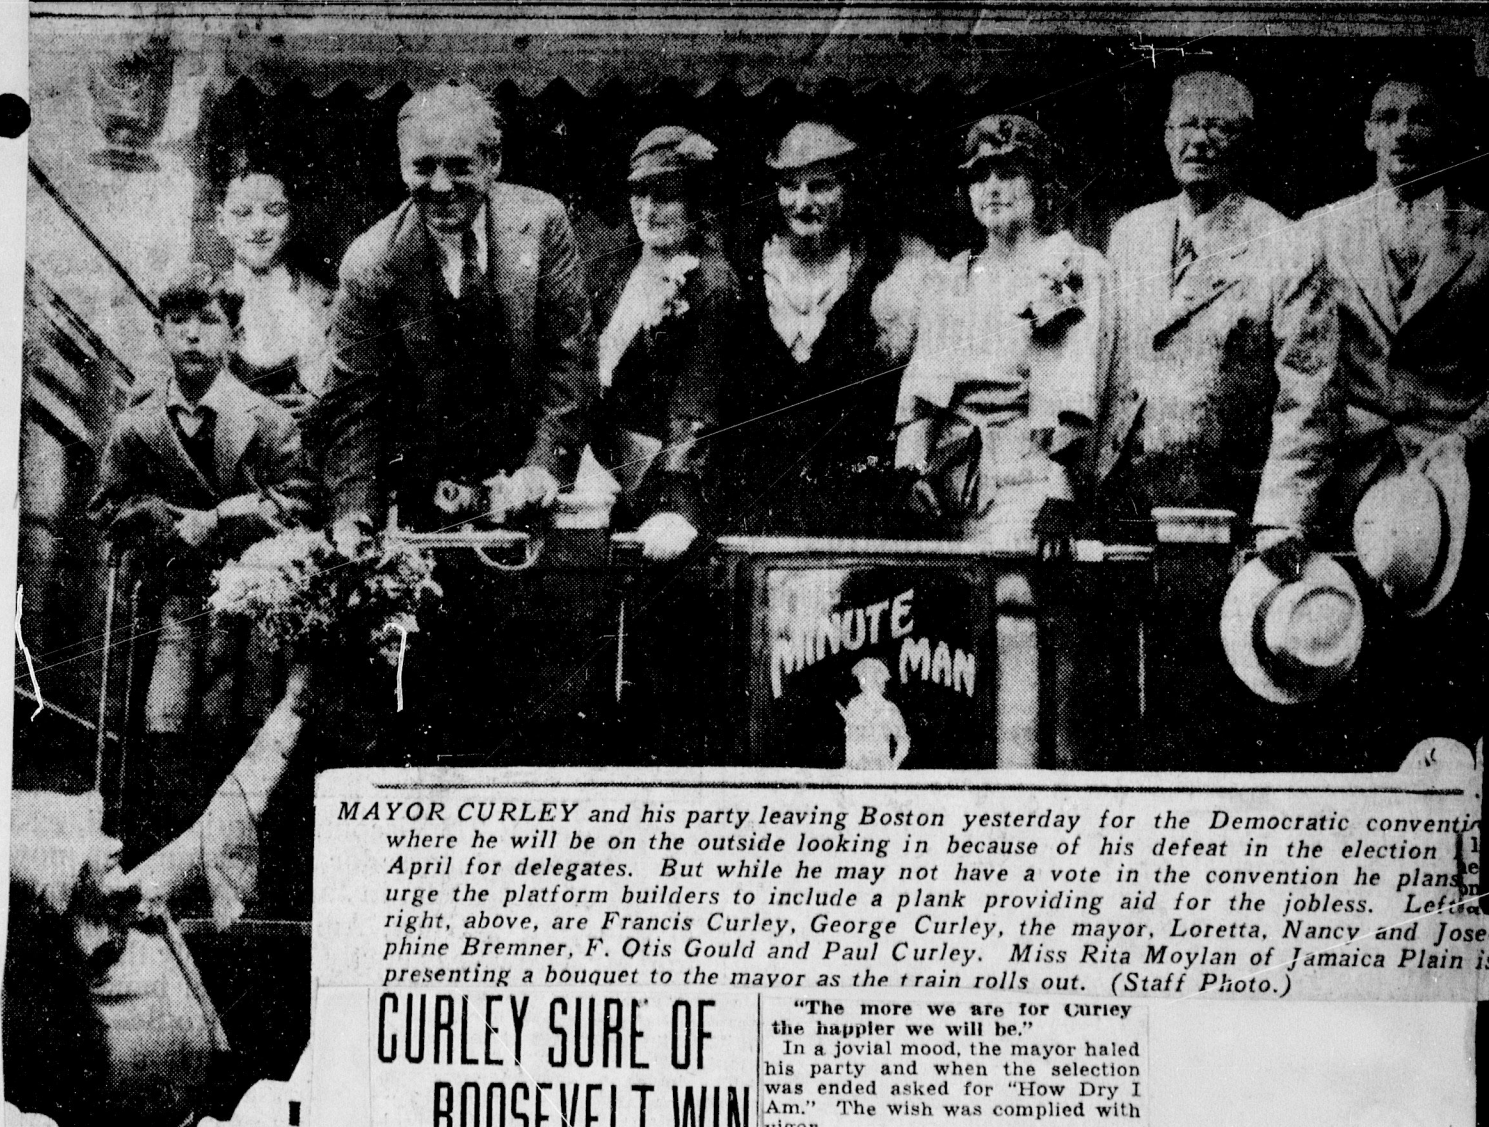 MINUTE
MAN
MAYOR CURLEY and his party leaving Boston yesterday for the Democratic
where he will be on the outside looking in because of his defeat in the election
April for delegates. But while he may not have a vote in the convention he plans
urge the platform builders to include a plank providing aid for the jobless.
right, above, are Francis Curley, George Curley, the mayor, Loretta, Nancy and Jose-
phine Bremner, F. Otis Gould and Paul Curley. Miss Rita Moylan of Jamaica Plain is
presenting a bouquet to the mayor as the train rolls out. (Staff Photo.)
CURLEY SURE OF
ROOSEVELT WIN
"The more we are for Curley
the happier we will be."
In a jovial mood, the mayor haled
his party and when the selection
was ended asked for "How Dry I
Am." The wish was complied with